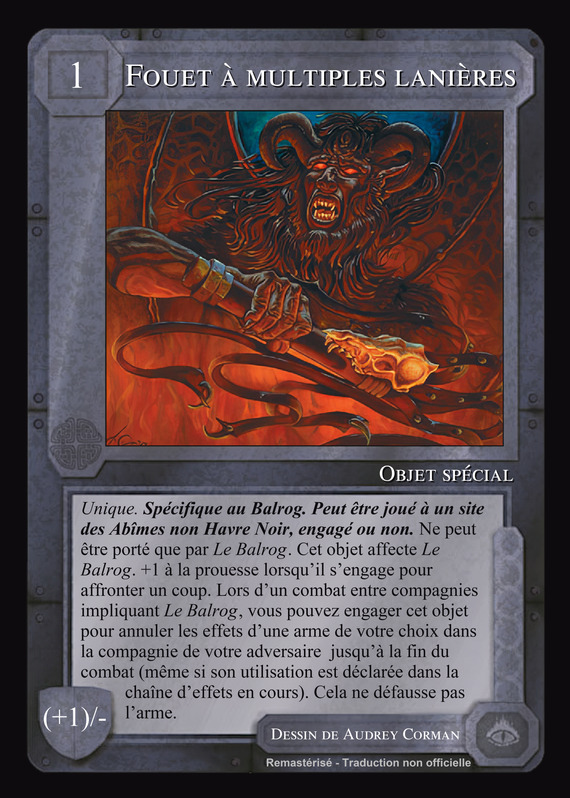 1
Fouet à multiples lanières
Objet spécial
Unique. Spécifique au Balrog. Peut être joué à un site
des Abîmes non Havre Noir, engagé ou non. Ne peut
être porté que par Le Balrog. Cet objet affecte Le
Balrog. +1 à la prouesse lorsqu'il s'engage pour
affronter un coup. Lors d'un combat entre compagnies
impliquant Le Balrog, vous pouvez engager cet objet
pour annuler les effets d'une arme de votre choix dans
la compagnie de votre adversaire jusqu'à la fin du
combat (même si son utilisation est déclarée dans la
chaîne d'effets en cours). Cela ne défausse pas
l'arme.
(+1)/-
Dessin de Audrey Corman
Remastérisé - Traduction non officielle